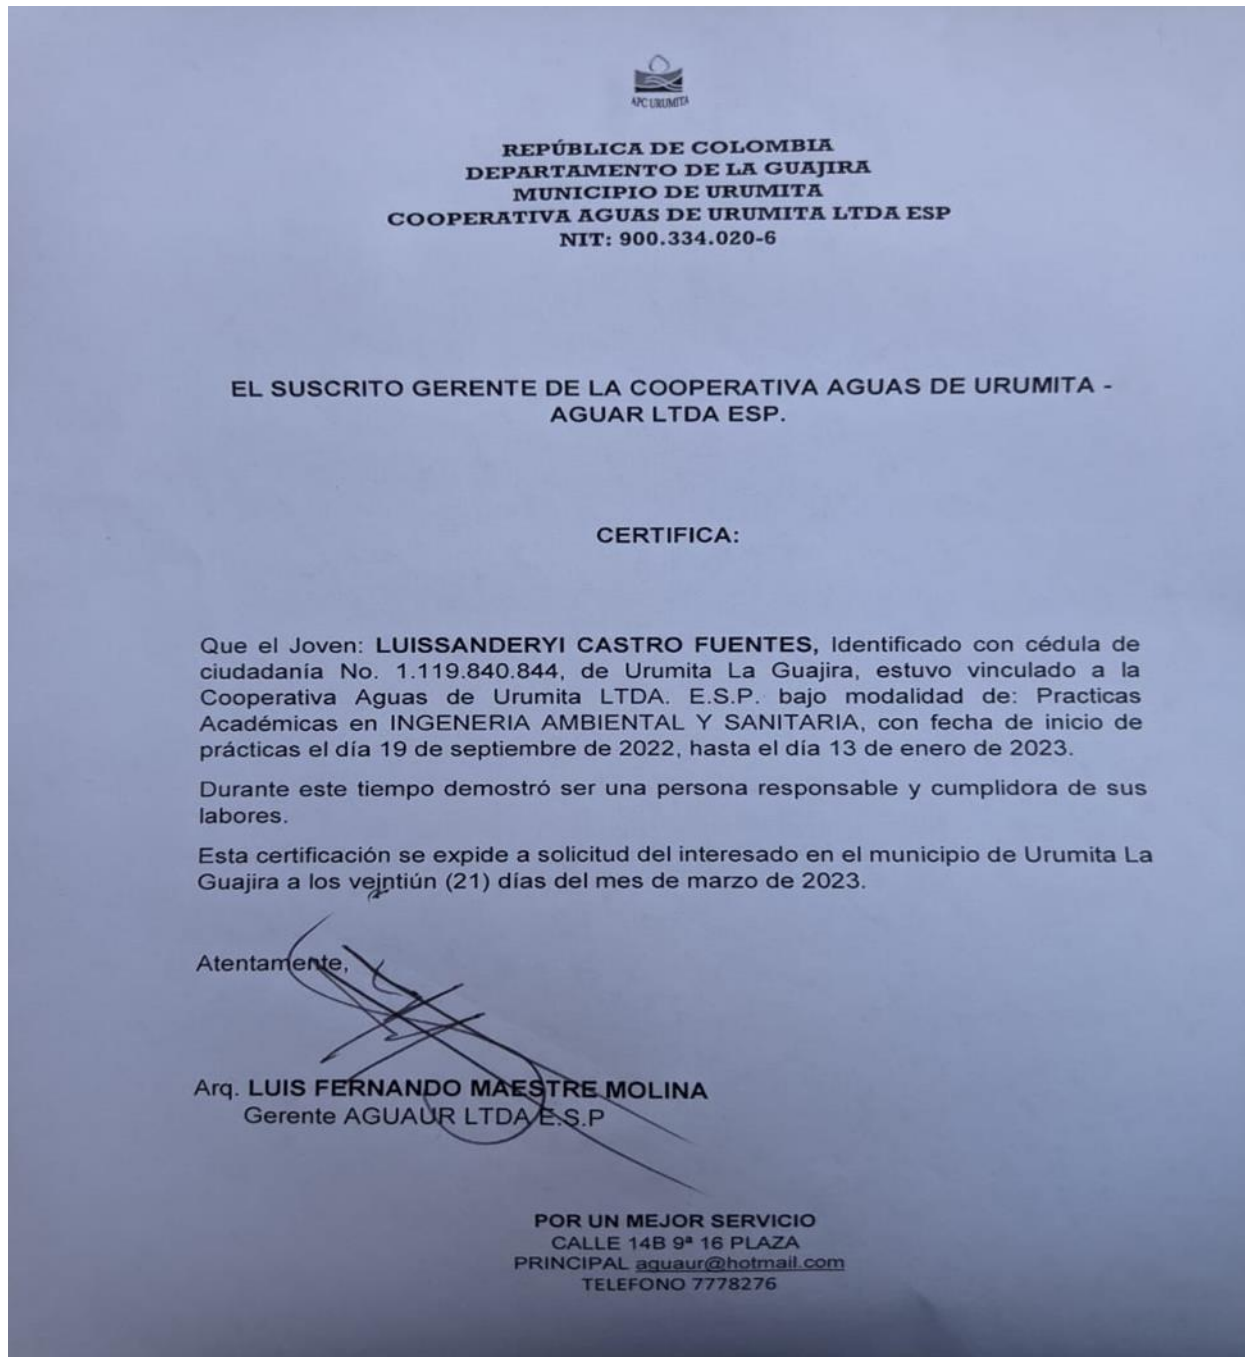 APC URUMITA
REPÚBLICA DE COLOMBIA
DEPARTAMENTO DE LA GUAJIRA
MUNICIPIO DE URUMITA
COOPERATIVA AGUAS DE URUMITA LTDA ESP
NIT: 900.334.020-6
EL SUSCRITO GERENTE DE LA COOPERATIVA AGUAS DE URUMITA -
AGUAR LTDA ESP.
CERTIFICA:
Que el Joven: LUISSANDERYI CASTRO FUENTES, Identificado con cédula de
ciudadanía No. 1.119.840.844, de Urumita La Guajira, estuvo vinculado a la
Cooperativa Aguas de Urumita LTDA. E.S.P. bajo modalidad de: Practicas
Académicas en INGENERIA AMBIENTAL Y SANITARIA, con fecha de inicio de
prácticas el día 19 de septiembre de 2022, hasta el día 13 de enero de 2023.
Durante este tiempo demostró ser una persona responsable y cumplidora de sus
labores.
Esta certificación se expide a solicitud del interesado en el municipio de Urumita La
Guajira a los veintiún (21) días del mes de marzo de 2023.
Atentamente,
Arq. LUIS FERNANDO MAESTRE MOLINA
Gerente AGUAUR LTDA E.S.P
POR UN MEJOR SERVICIO
CALLE 14B 9ª 16 PLAZA
PRINCIPAL aguaur@hotmail.com
TELEFONO 7778276